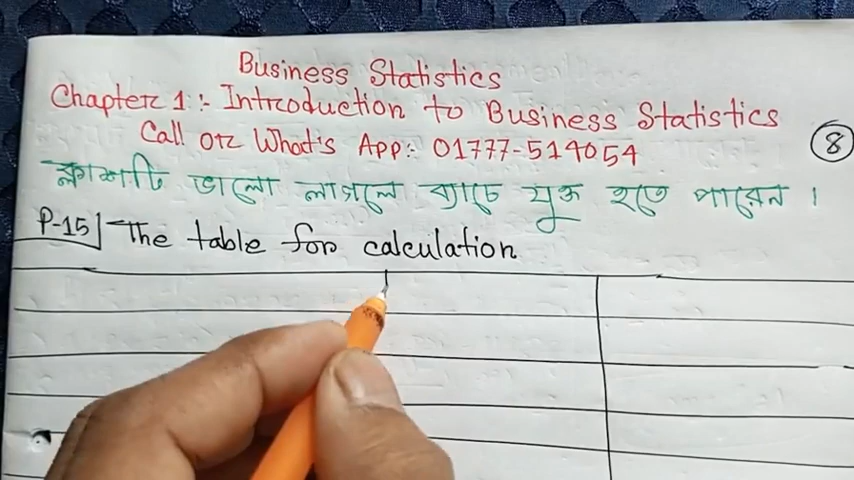 Business Statistics
Chapter 1:- Introduction to Business Statistics
Call or What's App:- 01777-514054
ক্লাশটি ভালো লাগলে ব্যাচে যুক্ত হতে পারেন ।
8
P-15] The table for calculation